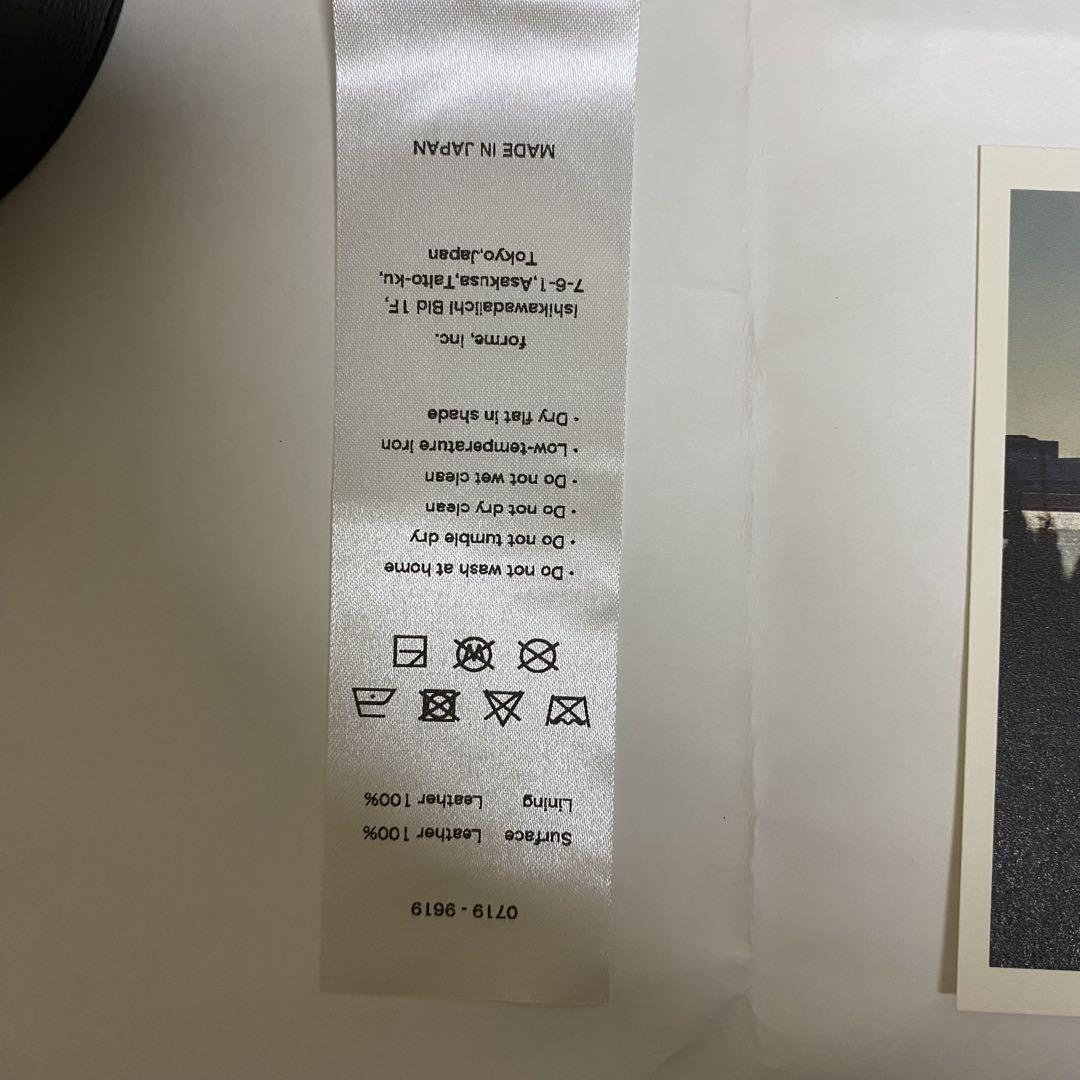 0719 - 9619
Surface Leather 100%
Lining Leather 100%
• Do not wash at home
• Do not tumble dry
• Do not dry clean
• Do not wet clean
• Low-temperature iron
• Dry flat in shade
forme, Inc.
Ishikawadaiichi Bld 1F,
7-6-1,Asakusa,Taito-ku,
Tokyo,Japan
MADE IN JAPAN